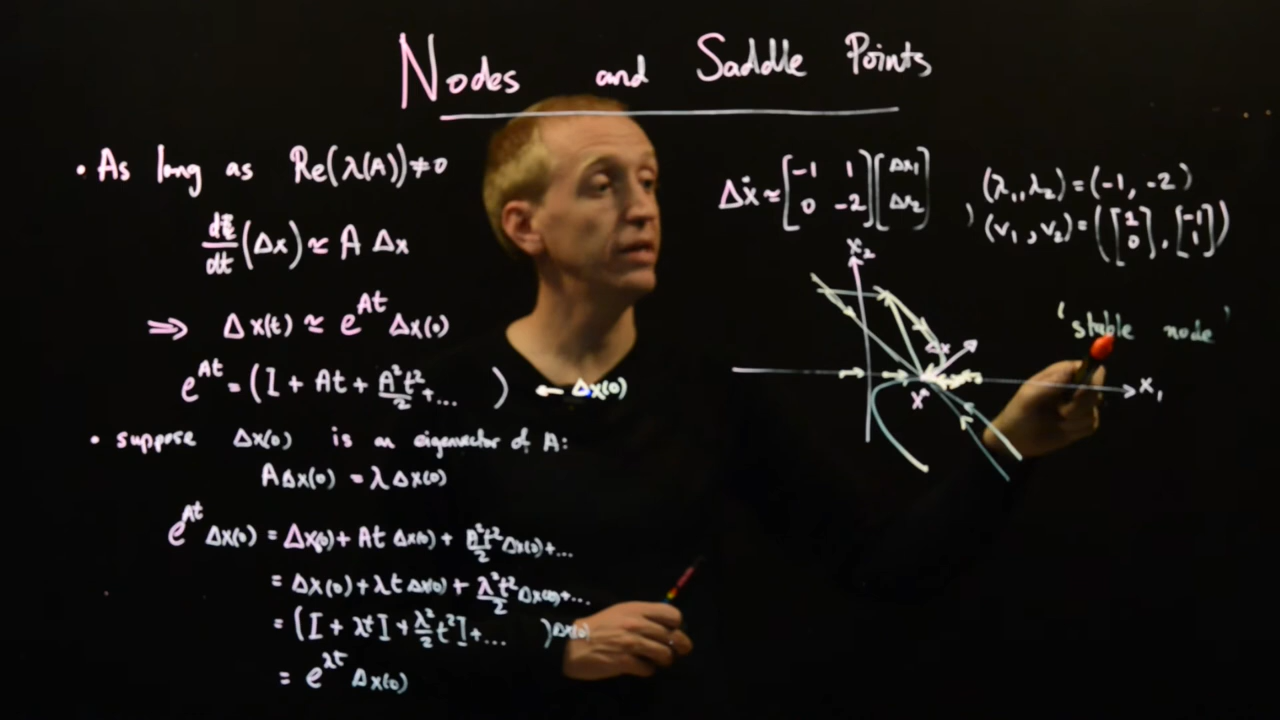 Nodes and Saddle Points
• As long as Re(λ(A))≠0
d/dt (Δx) ≈ A Δx
⇒ Δx(t) ≈ e^{At} Δx(0)
e^{At} = (I + At + A²t²/2 + ... ) ← Δx(0)
• suppose Δx(0) is an eigenvector of A:
AΔx(0) = λΔx(0)
e^{At} Δx(0) = Δx(0) + At Δx(0) + A²t²/2 Δx(0) + ...
= Δx(0) + λt Δx(0) + λ²t²/2 Δx(0) + ...
= (I + λtI + λ²/2 t²I + ... )Δx(0)
= e^{λt} Δx(0)
Δẋ ≈ [-1 1; 0 -2] [Δx₁; Δx₂] , (λ₁, λ₂) = (-1, -2)
(v₁, v₂) = ([1; 0], [-1; 1])
x₂
'stable node'
Δx
x*
x₁